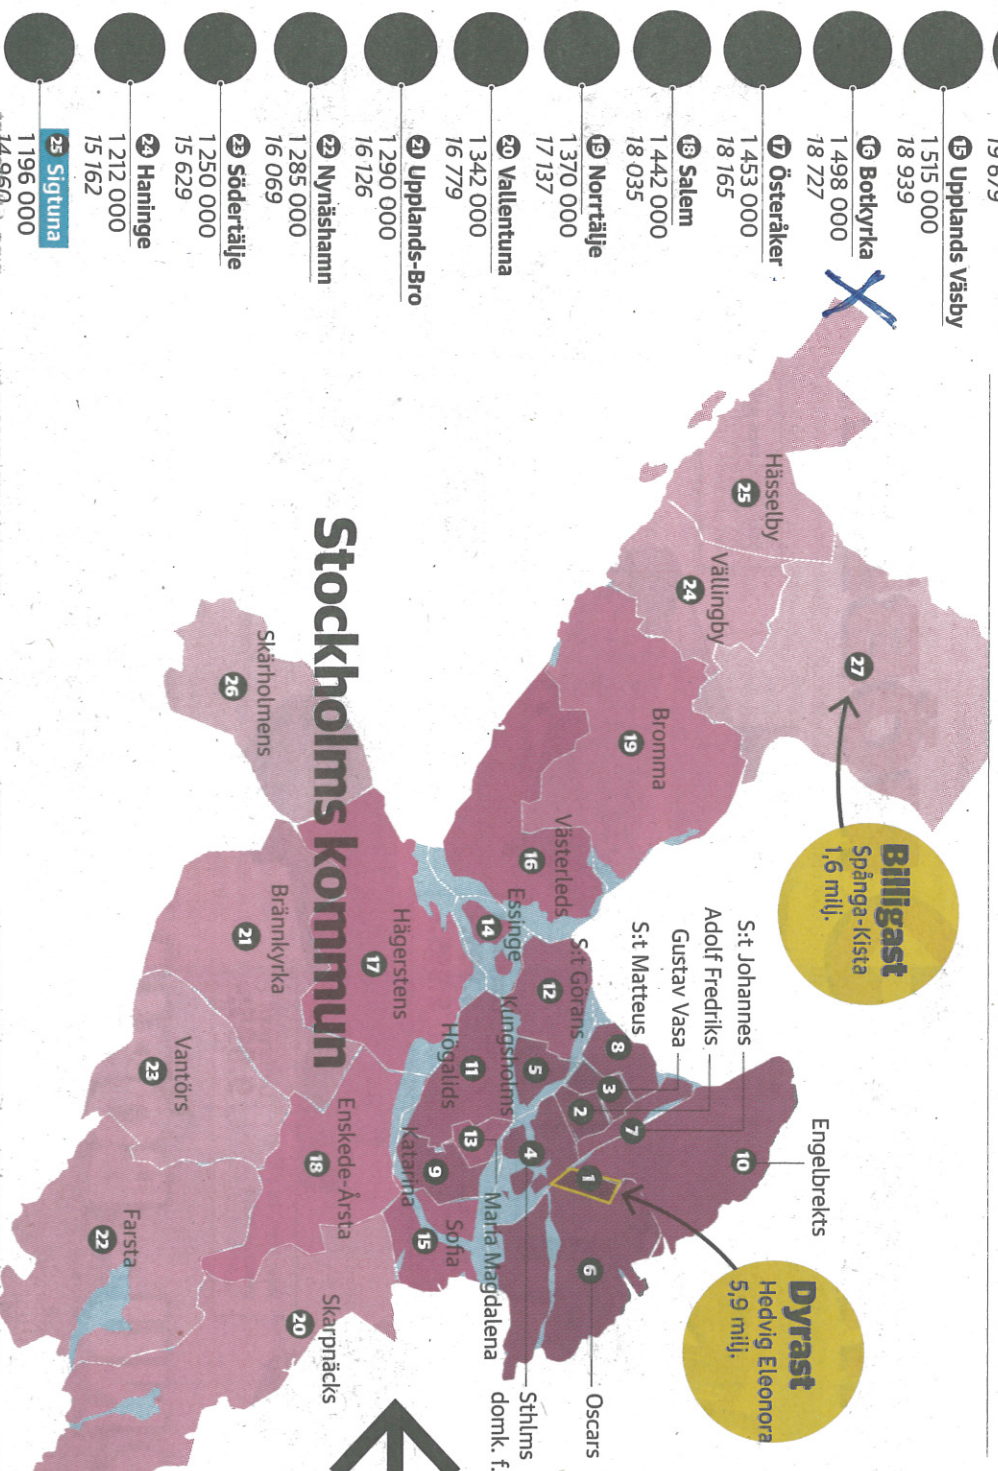 19 679
15 Upplands Väsby
1 515 000
18 939
16 Botkyrka
1 498 000
18 727
17 Österåker
1 453 000
18 165
18 Salem
1 442 000
18 035
19 Norrtälje
1 370 000
17 137
20 Vallentuna
1 342 000
16 779
21 Upplands-Bro
1 290 000
16 126
22 Nynäshamn
1 285 000
16 069
23 Södertälje
1 250 000
15 629
24 Haninge
1 212 000
15 162
25 Sigtuna
1 196 000
14 960
Stockholms kommun
Billigast
Spånga-Kista
1,6 milj.
Dyrast
Hedvig Eleonora
5,9 milj.
27
Hässelby
25
Vällingby
24
Bromma
19
Västerleds
16
Essinge
14
S:t Görans
12
Kungsholms
5
S:t Johannes
Adolf Fredriks
Gustav Vasa
S:t Matteus
8
3
2
7
Engelbrekts
10
1
4
6
Oscars
Sthlms
domk. f.
Maria Magdalena
13
Högalids
11
Katarina
9
Sofia
15
Hägerstens
17
Skärholmens
26
Brännkyrka
21
Vantörs
23
Enskede-Årsta
18
Farsta
22
Skarpnäcks
20